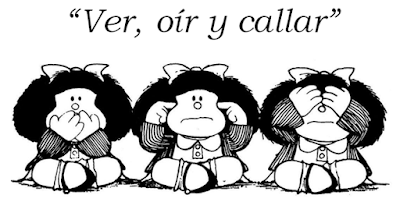 “Ver, oír y callar”